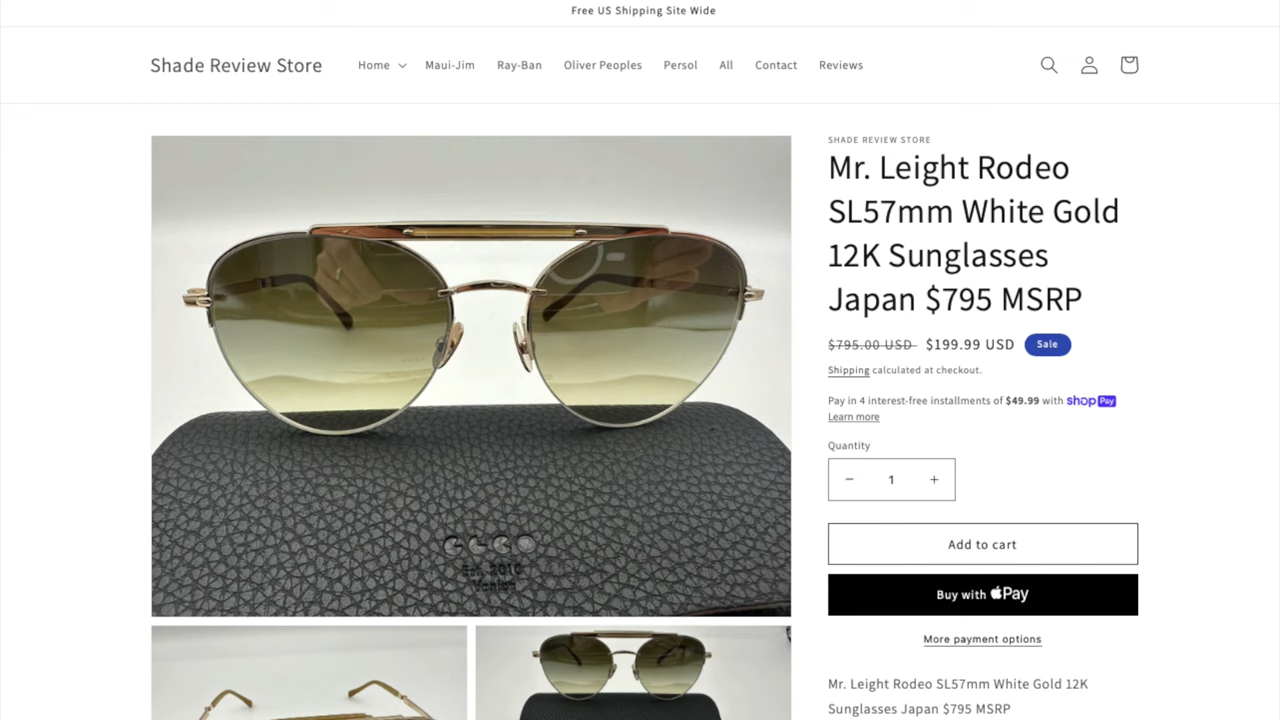 Free US Shipping Site Wide
Shade Review Store
Home
Maui-Jim
Ray-Ban
Oliver Peoples
Persol
All
Contact
Reviews
SHADE REVIEW STORE
Mr. Leight Rodeo
SL57mm White Gold
12K Sunglasses
Japan $795 MSRP
$795.00 USD $199.99 USD Sale
Shipping calculated at checkout.
Pay in 4 interest-free installments of $49.99 with shop Pay
Learn more
Quantity
− 1 +
Add to cart
Buy with Pay
More payment options
Mr. Leight Rodeo SL57mm White Gold 12K
Sunglasses Japan $795 MSRP
GLCO
Est. 2010
Venice